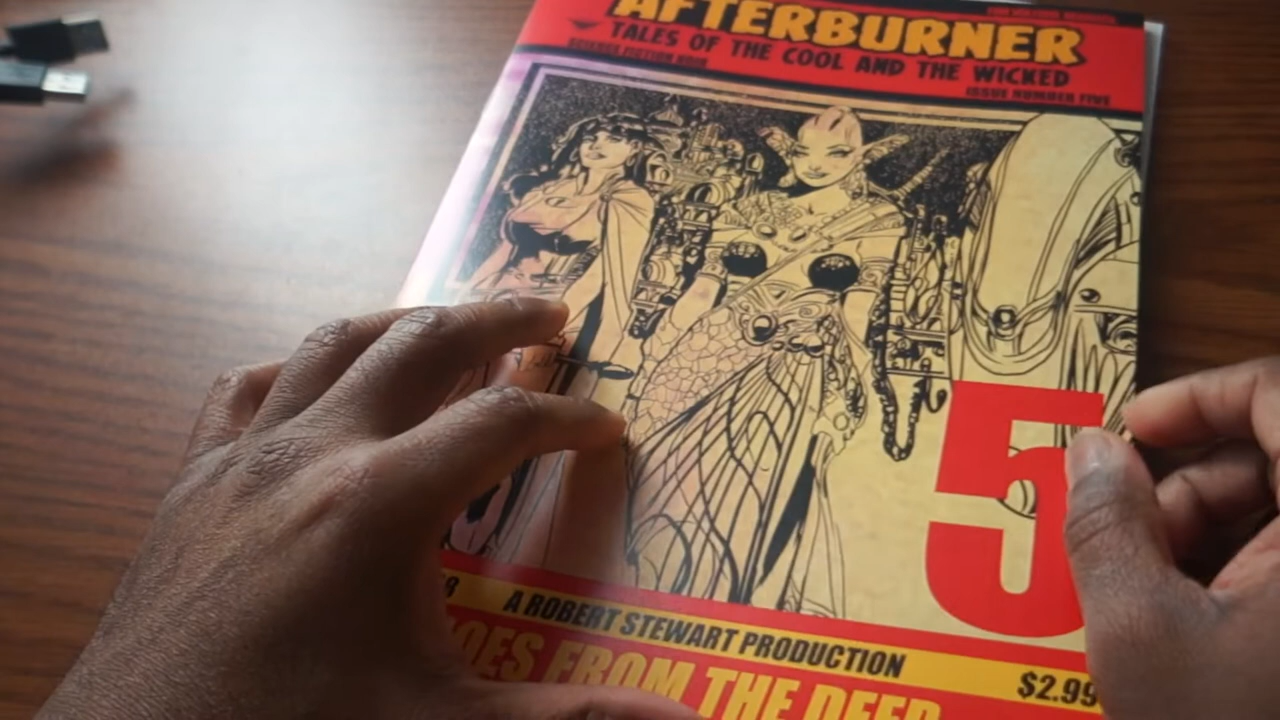 AFTERBURNER
TALES OF THE COOL AND THE WICKED
SCIENCE FICTION NOIR
ISSUE NUMBER FIVE
5
A ROBERT STEWART PRODUCTION
$2.99
OES FROM THE DEEP